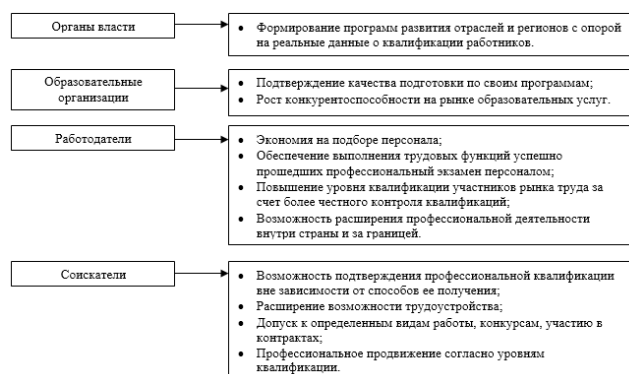 Органы власти
• Формирование программ развития отраслей и регионов с опорой
на реальные данные о квалификации работников.
Образовательные
организации
• Подтверждение качества подготовки по своим программам;
• Рост конкурентоспособности на рынке образовательных услуг.
Работодатели
• Экономия на подборе персонала;
• Обеспечение выполнения трудовых функций успешно
прошедших профессиональный экзамен персоналом;
• Повышение уровня квалификации участников рынка труда за
счет более честного контроля квалификаций;
• Возможность расширения профессиональной деятельности
внутри страны и за границей.
Соискатели
• Возможность подтверждения профессиональной квалификации
вне зависимости от способов ее получения;
• Расширение возможности трудоустройства;
• Допуск к определенным видам работы, конкурсам, участию в
контрактах;
• Профессиональное продвижение согласно уровням
квалификации.